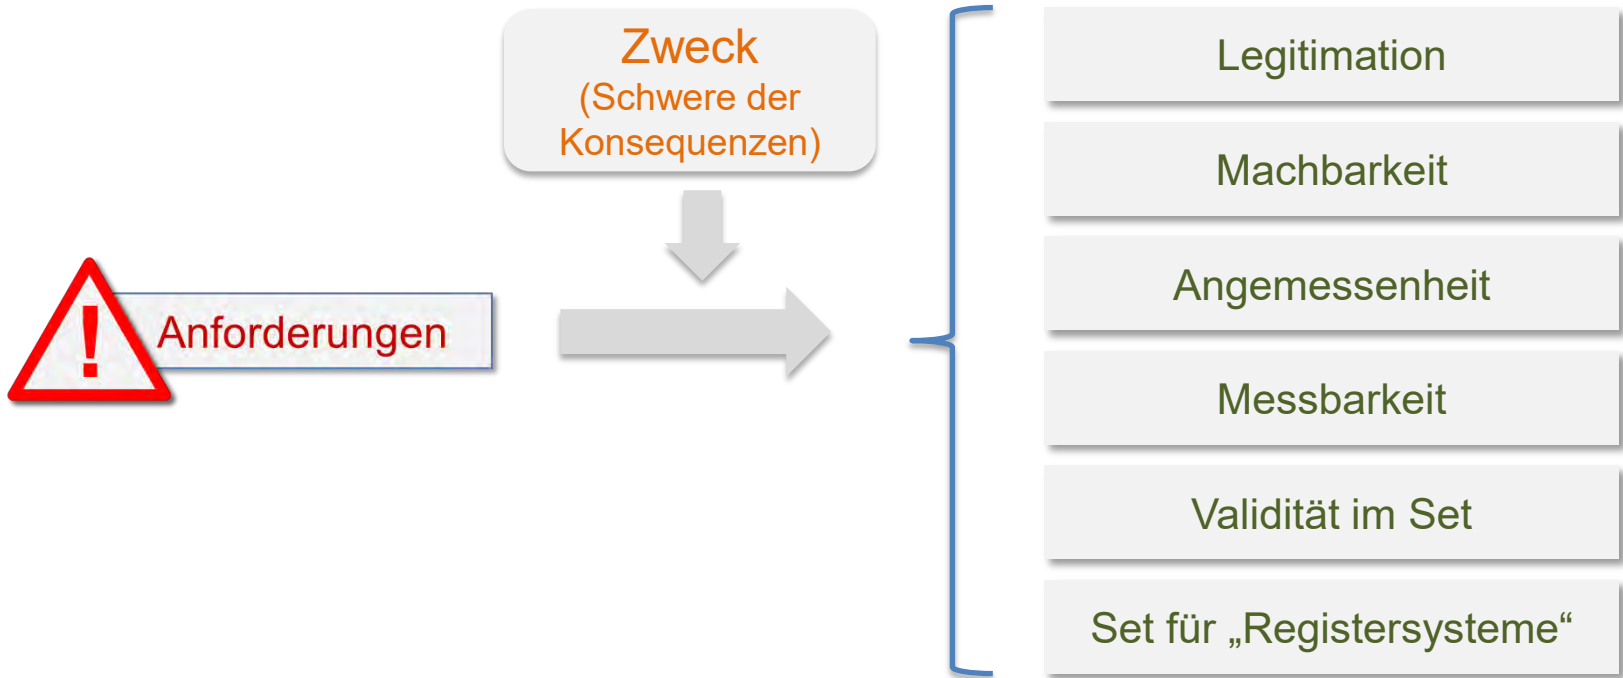 Zweck
(Schwere der
Konsequenzen)
! Anforderungen
Legitimation
Machbarkeit
Angemessenheit
Messbarkeit
Validität im Set
Set für „Registersysteme“